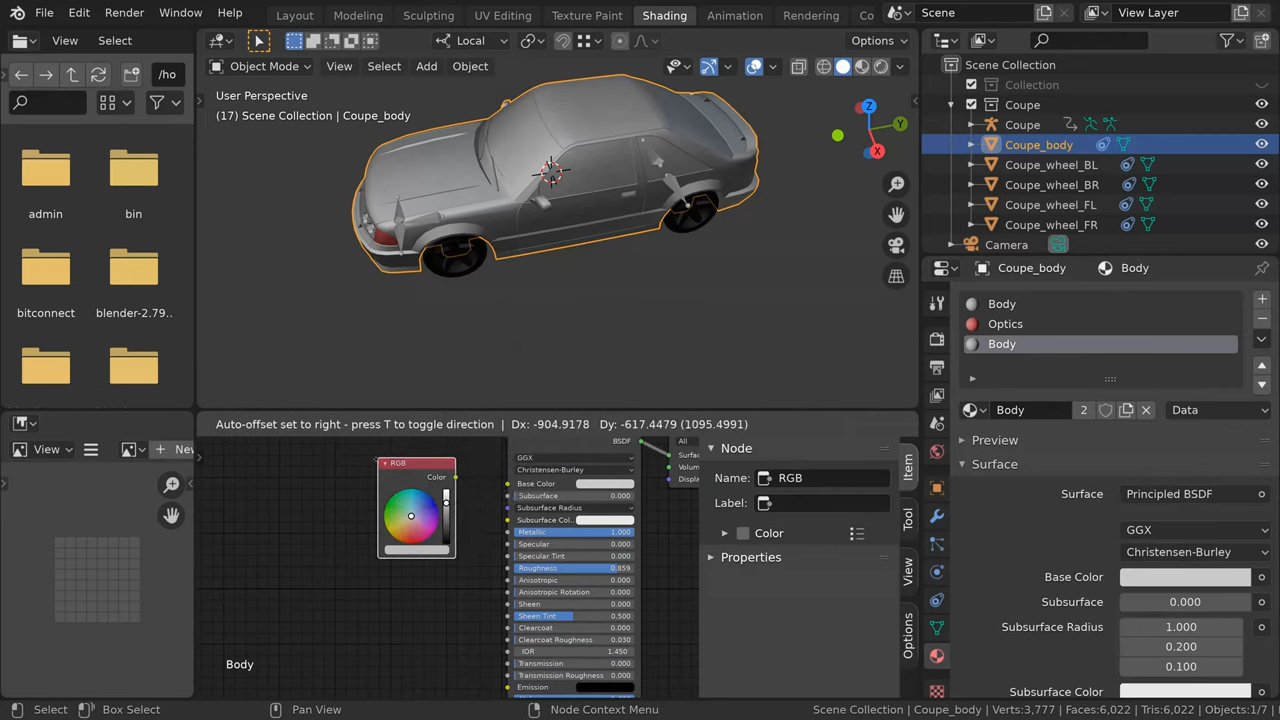 File Edit Render Window Help Layout Modeling Sculpting UV Editing Texture Paint Shading Animation Rendering Co Scene View Layer
View Select Local Options
/ho Object Mode View Select Add Object
Scene Collection
Collection
User Perspective
(17) Scene Collection | Coupe_body
Coupe
Coupe
Coupe_body
Coupe_wheel_BL
Coupe_wheel_BR
Coupe_wheel_FL
Coupe_wheel_FR
Camera
Z
Y
X
admin bin
bitconnect blender-2.79..
Coupe_body Body
Body
Optics
Body
Body 2 Data
Preview
Surface
Surface Principled BSDF
GGX
Christensen-Burley
Base Color
Subsurface 0.000
Subsurface Radius 1.000
0.200
0.100
Subsurface Color
Auto-offset set to right - press T to toggle direction | Dx: -904.9178 Dy: -617.4489 (1095.4991)
View Nev
RGB
Color
BSDF
GGX
Christensen-Burley
Base Color
Subsurface 0.000
Subsurface Radius
Subsurface Col..
Metallic 1.000
Specular 0.000
Specular Tint 0.000
Roughness 0.859
Anisotropic 0.000
Anisotropic Rotation 0.000
Sheen 0.000
Sheen Tint 0.500
Clearcoat 0.000
Clearcoat Roughness 0.030
IOR 1.450
Transmission 0.000
Transmission Roughness 0.000
Emission
All
Surfac
Volum
Displa
Node
Name: RGB
Label:
Color
Properties
Item
Tool
View
Options
Body
Select Box Select Pan View Node Context Menu Scene Collection | Coupe_body | Verts:3,777 | Faces:6,022 | Tris:6,022 | Objects:1/7